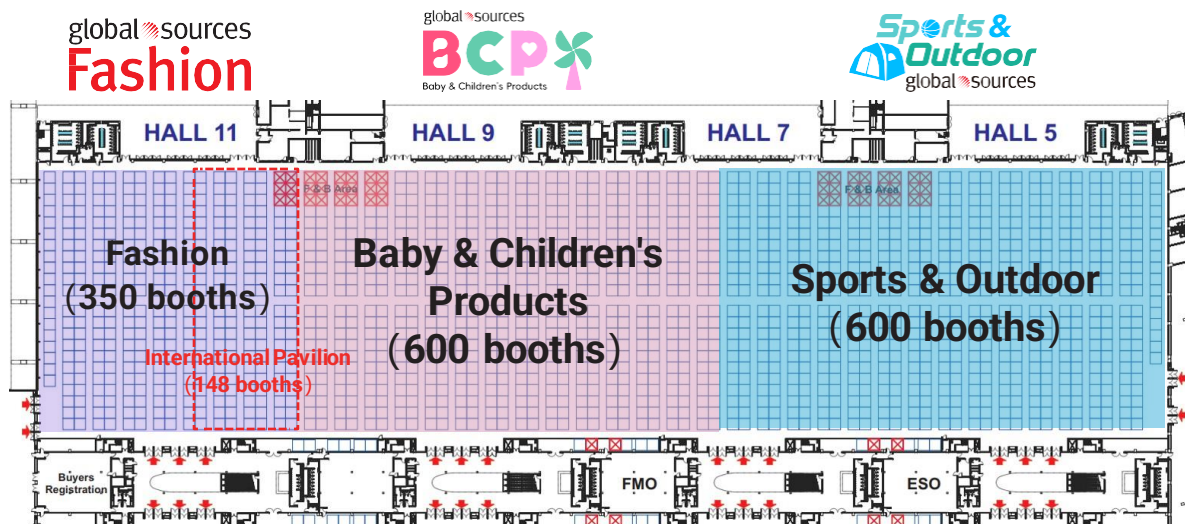 global sources
Fashion
global sources
BCP
Baby & Children's Products
Sports &
Outdoor
global sources
HALL 11
HALL 9
HALL 7
HALL 5
F & B Area
F & B Area
Fashion
(350 booths)
International Pavilion
(148 booths)
Baby & Children's
Products
(600 booths)
Sports & Outdoor
(600 booths)
Buyers
Registration
FMO
ESO